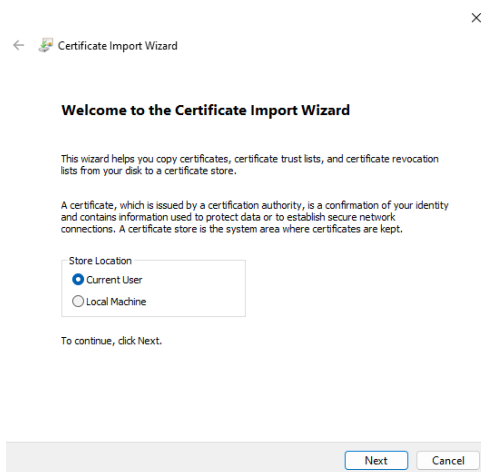 Certificate Import Wizard
Welcome to the Certificate Import Wizard
This wizard helps you copy certificates, certificate trust lists, and certificate revocation
lists from your disk to a certificate store.
A certificate, which is issued by a certification authority, is a confirmation of your identity
and contains information used to protect data or to establish secure network
connections. A certificate store is the system area where certificates are kept.
Store Location
Current User
Local Machine
To continue, click Next.
Next
Cancel